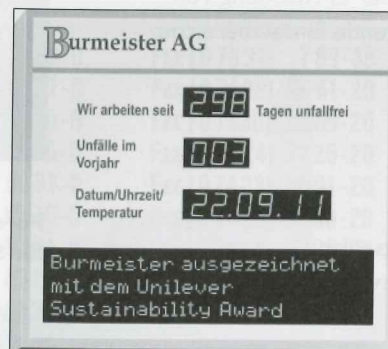 Burmeister AG
Wir arbeiten seit 298 Tagen unfallfrei
Unfälle im
Vorjahr 003
Datum/Uhrzeit/
Temperatur 22.09.11
Burmeister ausgezeichnet
mit dem Unilever
Sustainability Award